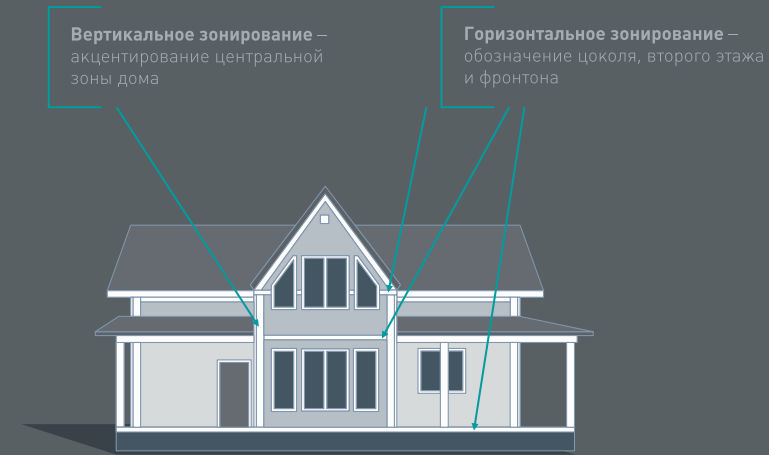 Вертикальное зонирование –
акцентирование центральной
зоны дома
Горизонтальное зонирование –
обозначение цоколя, второго этажа
и фронтона